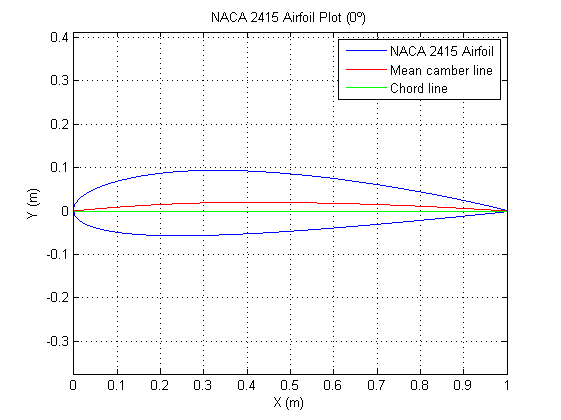 NACA 2415 Airfoil Plot (0º)
NACA 2415 Airfoil
Mean camber line
Chord line
0.4
0.3
0.2
0.1
0
-0.1
-0.2
-0.3
Y (m)
0 0.1 0.2 0.3 0.4 0.5 0.6 0.7 0.8 0.9 1
X (m)